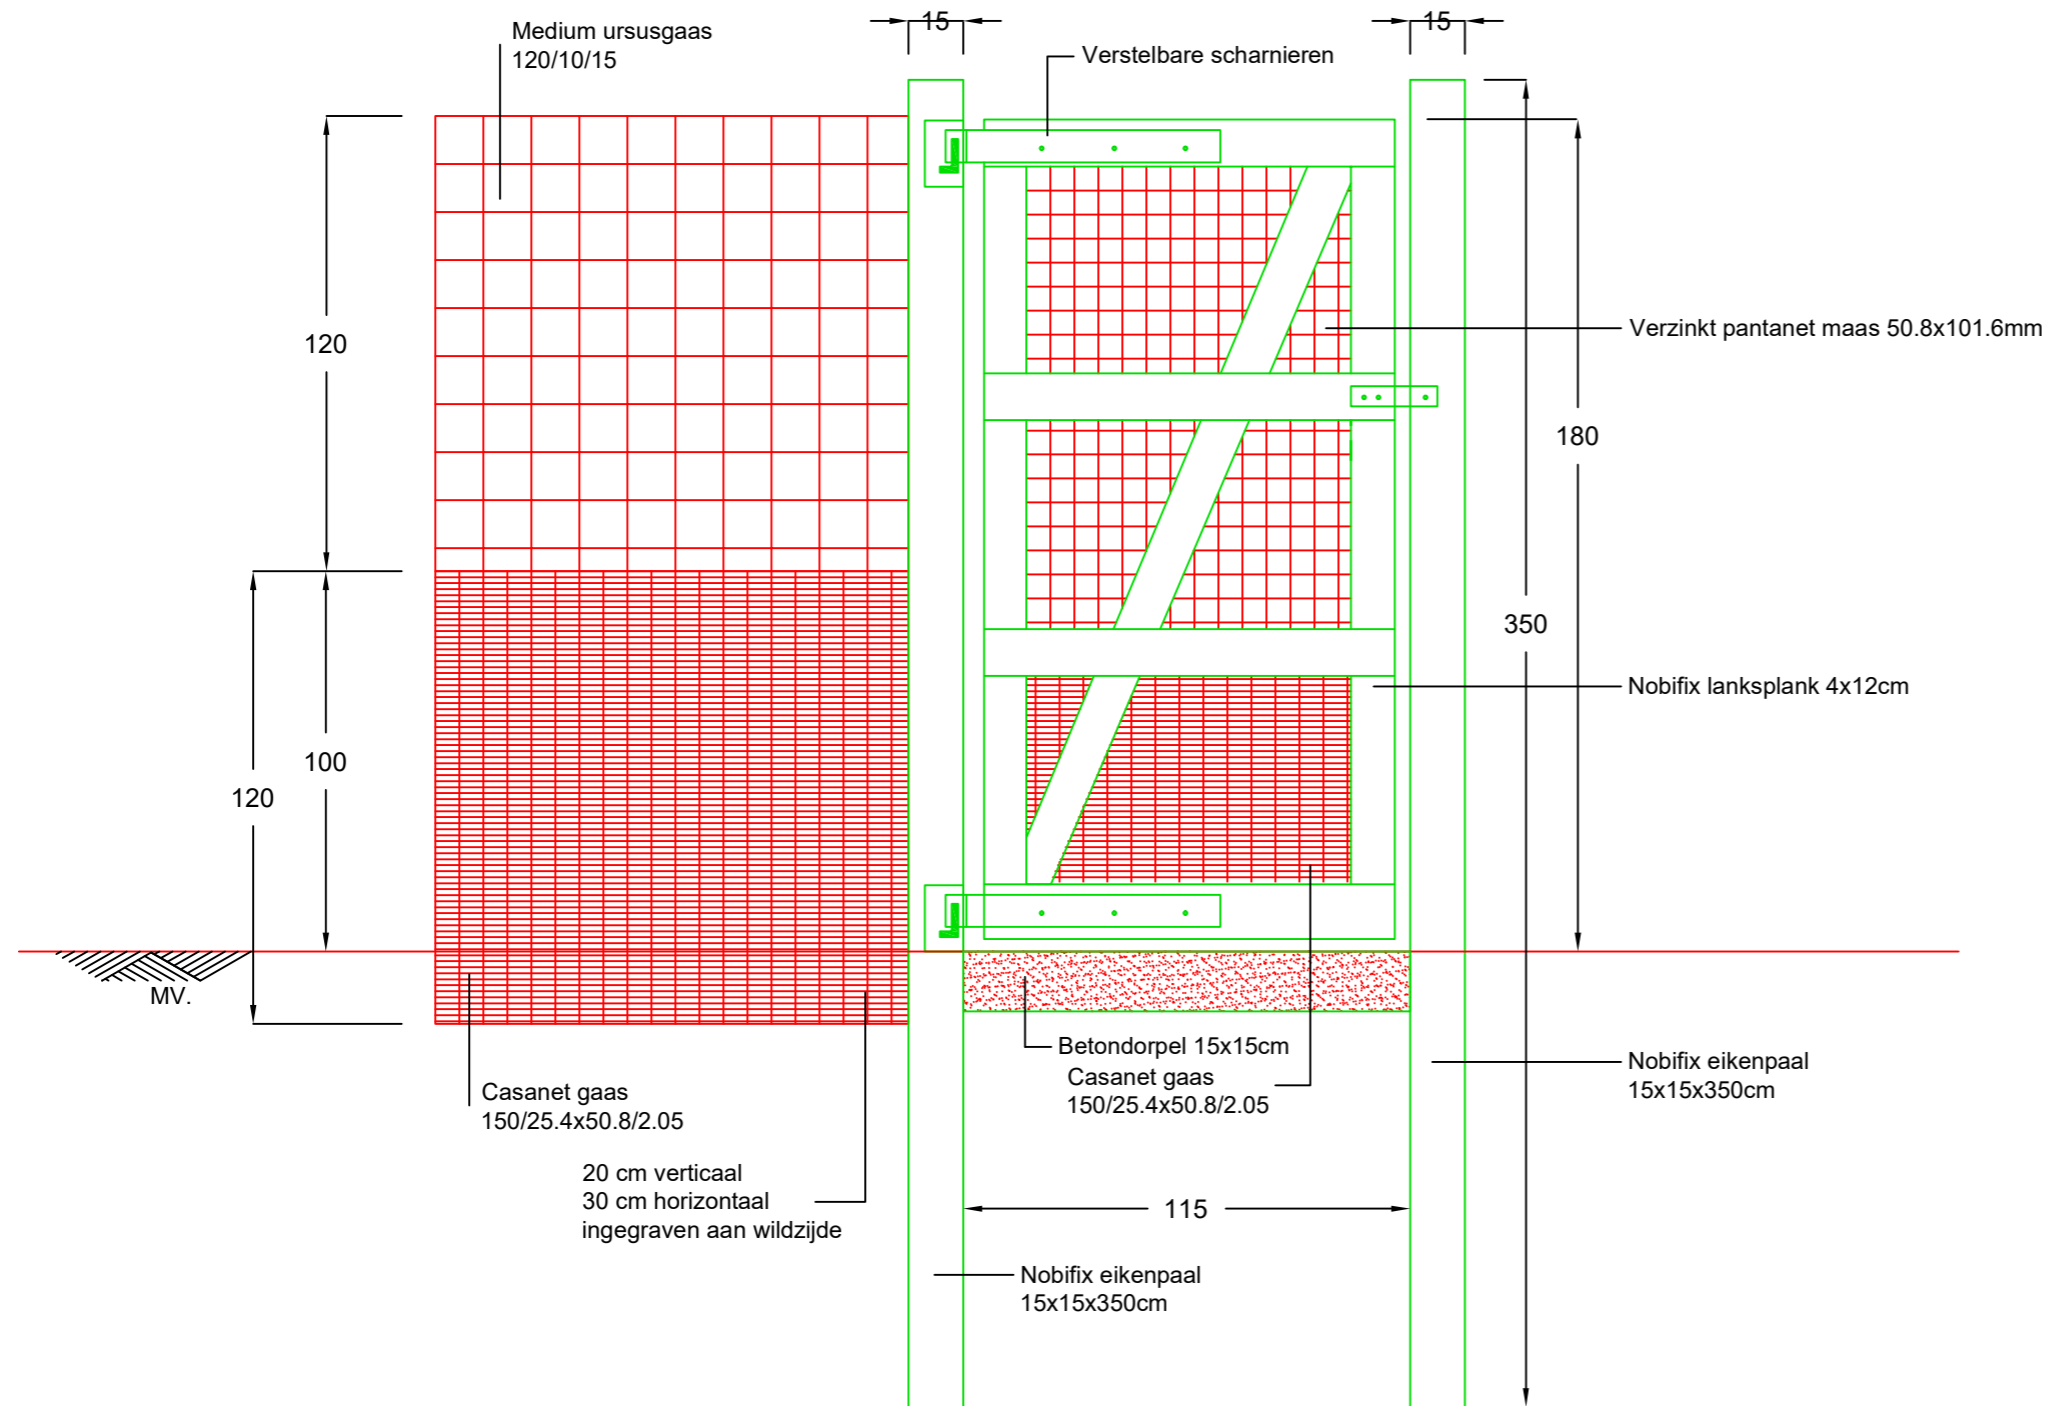 15
15
Medium ursusgaas
120/10/15
Verstelbare scharnieren
120
Verzinkt pantanet maas 50.8x101.6mm
180
350
Nobifix lanksplank 4x12cm
100
120
MV.
Betondorpel 15x15cm
Casanet gaas
150/25.4x50.8/2.05
Nobifix eikenpaal
15x15x350cm
Casanet gaas
150/25.4x50.8/2.05
20 cm verticaal
30 cm horizontaal
ingegraven aan wildzijde
115
Nobifix eikenpaal
15x15x350cm